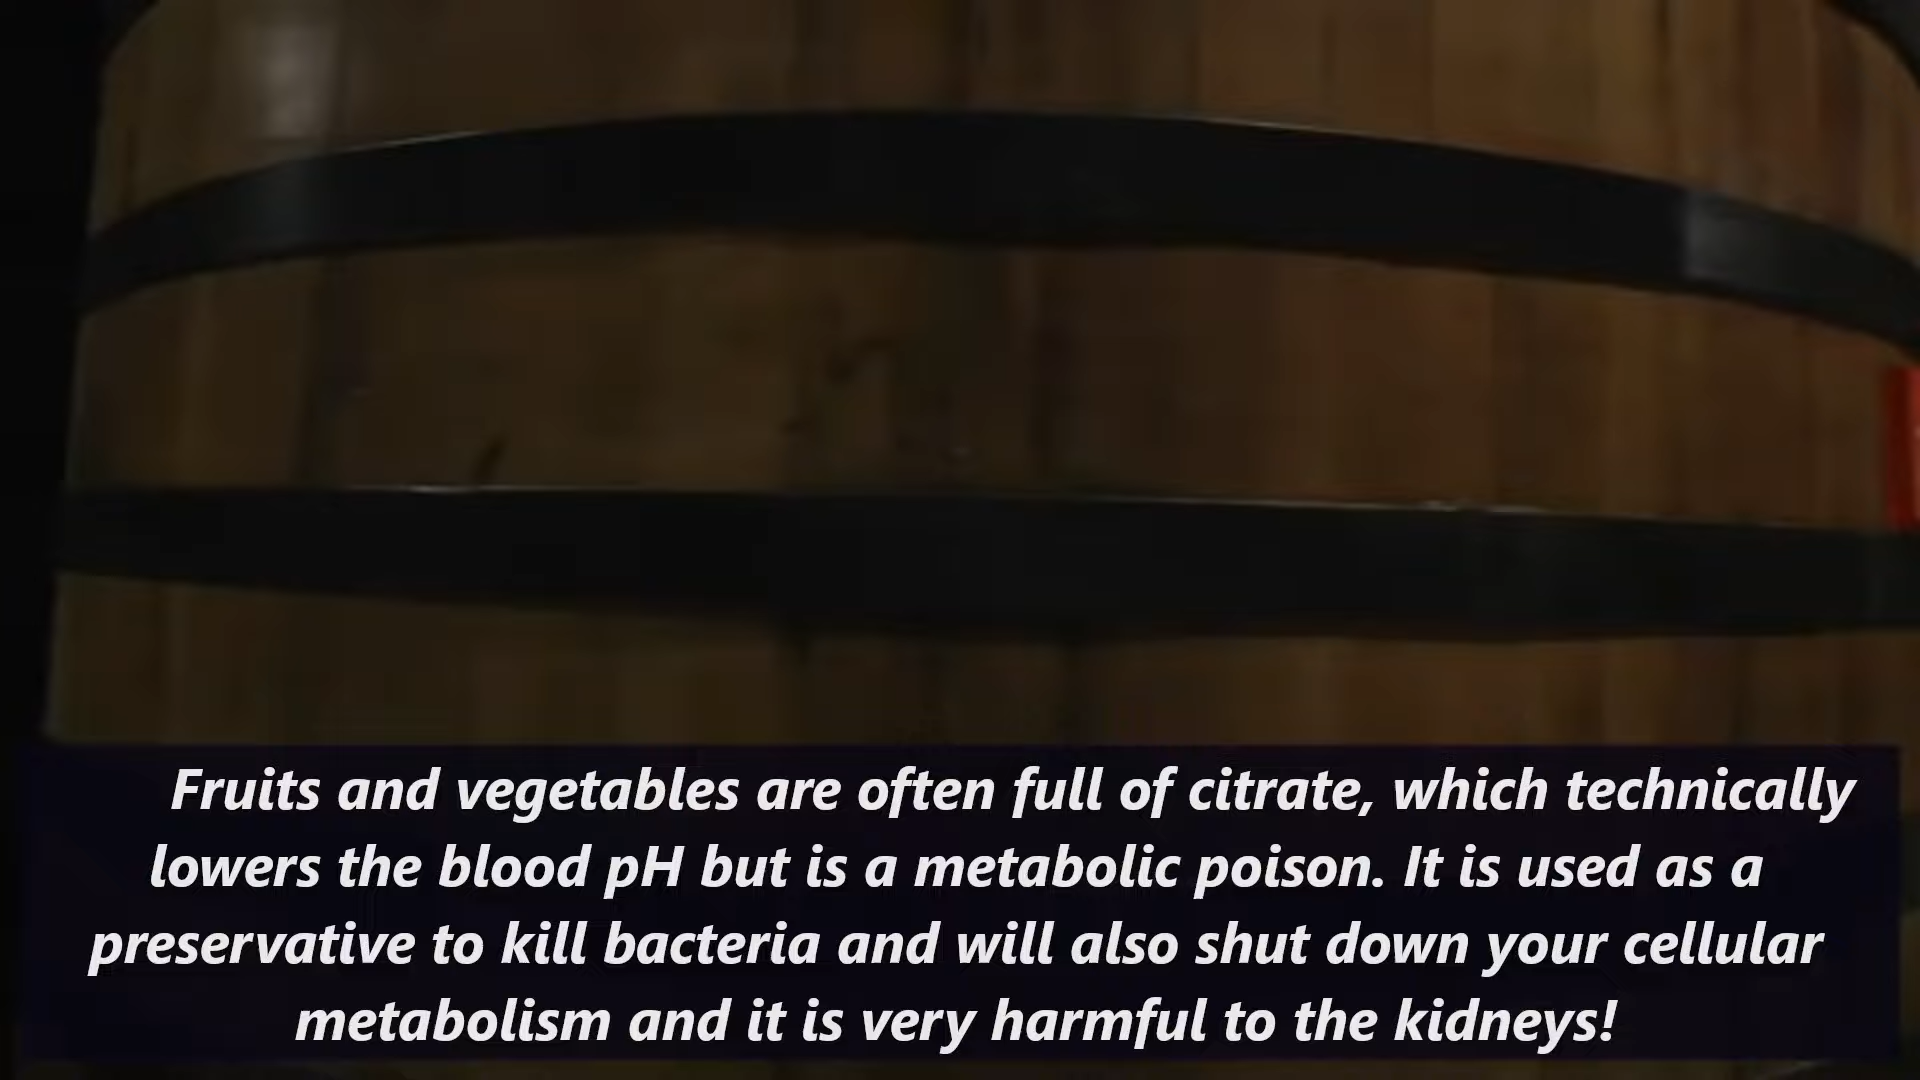 Fruits and vegetables are often full of citrate, which technically
lowers the blood pH but is a metabolic poison. It is used as a
preservative to kill bacteria and will also shut down your cellular
metabolism and it is very harmful to the kidneys!